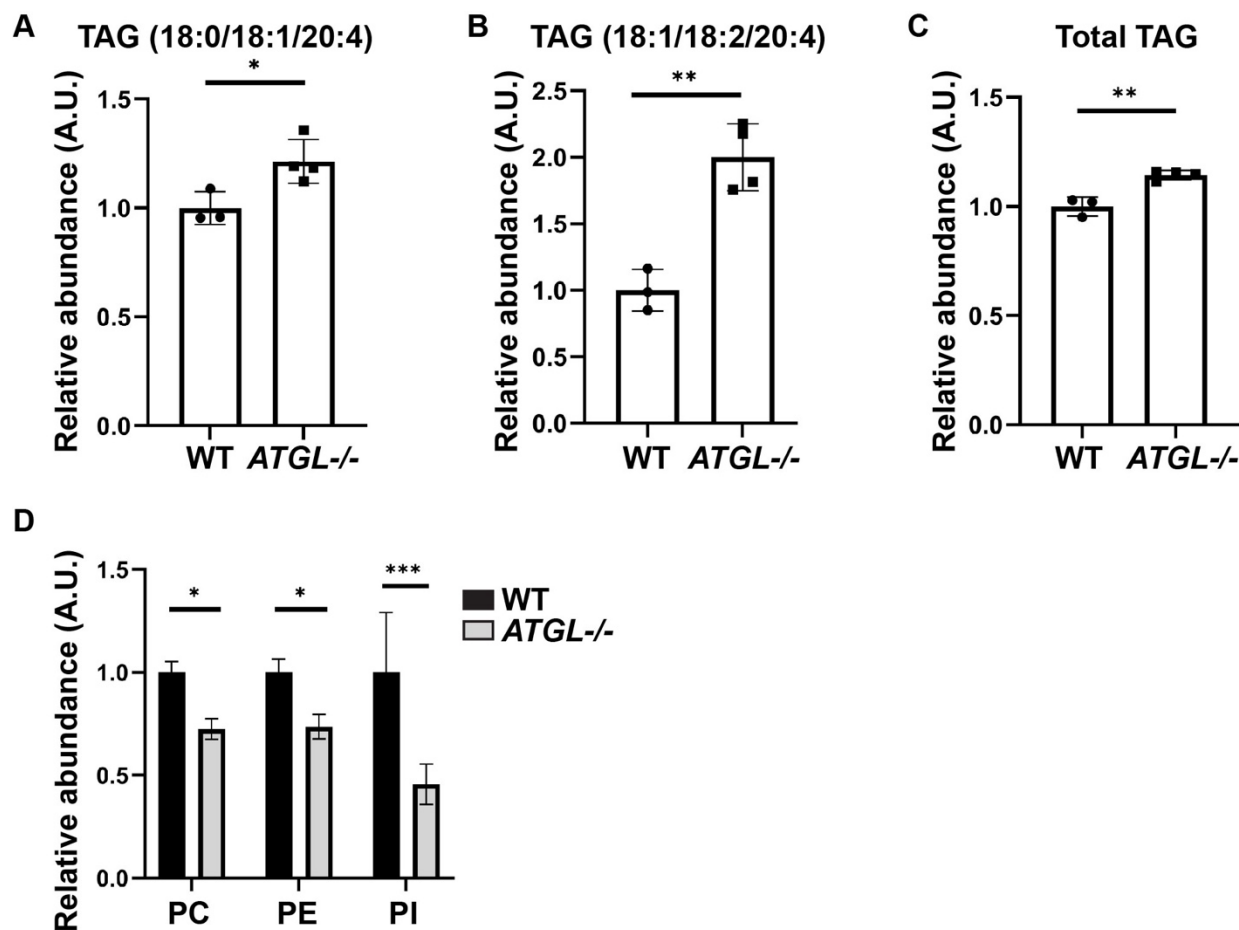 A
TAG (18:0/18:1/20:4)
*
Relative abundance (A.U.)
1.5
1.0
0.5
0.0
WT ATGL-/-
B
TAG (18:1/18:2/20:4)
**
Relative abundance (A.U.)
2.5
2.0
1.5
1.0
0.5
0.0
WT ATGL-/-
C
Total TAG
**
Relative abundance (A.U.)
1.5
1.0
0.5
0.0
WT ATGL-/-
D
Relative abundance (A.U.)
1.5
1.0
0.5
0.0
* * ***
WT
ATGL-/-
PC PE PI